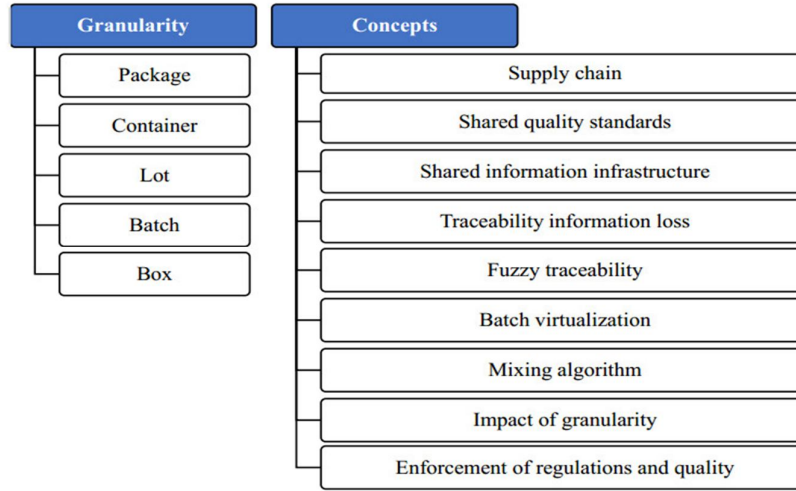 Granularity
Package
Container
Lot
Batch
Box
Concepts
Supply chain
Shared quality standards
Shared information infrastructure
Traceability information loss
Fuzzy traceability
Batch virtualization
Mixing algorithm
Impact of granularity
Enforcement of regulations and quality